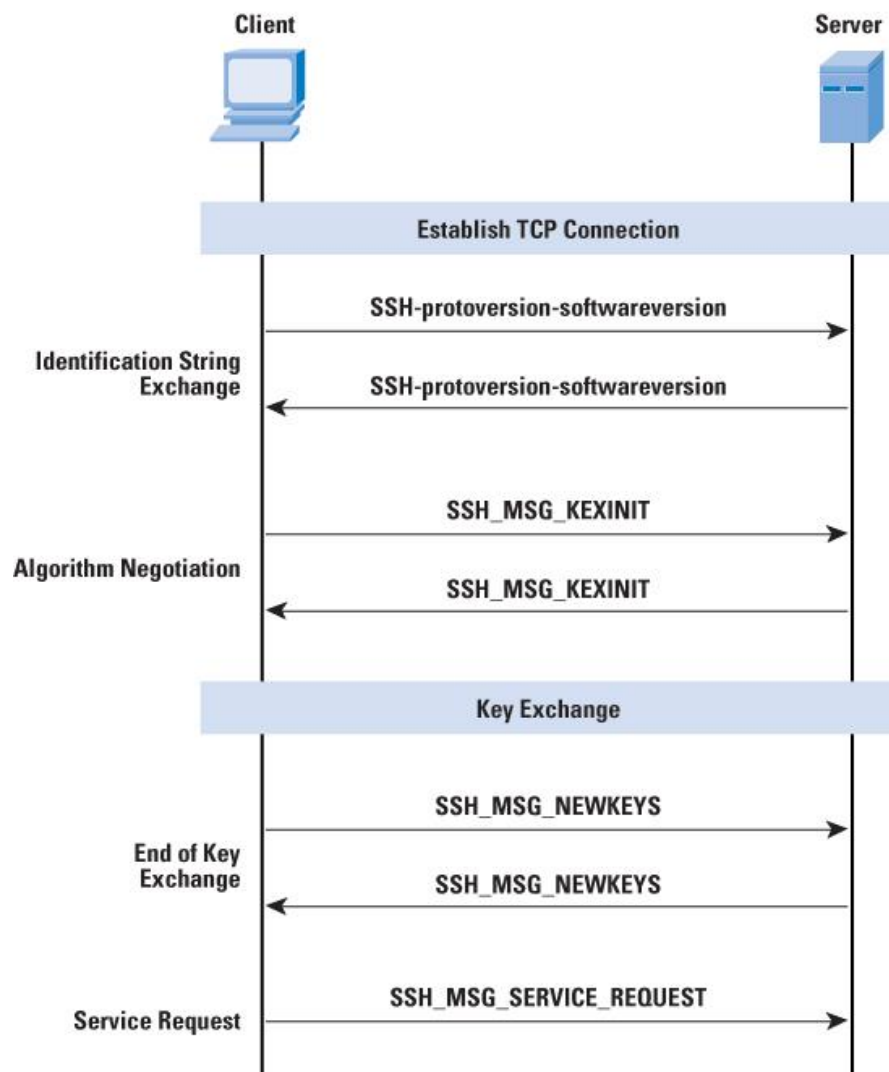 Client
Server
Establish TCP Connection
SSH-protoversion-softwareversion
Identification String
Exchange
SSH-protoversion-softwareversion
SSH_MSG_KEXINIT
Algorithm Negotiation
SSH_MSG_KEXINIT
Key Exchange
SSH_MSG_NEWKEYS
End of Key
Exchange
SSH_MSG_NEWKEYS
SSH_MSG_SERVICE_REQUEST
Service Request